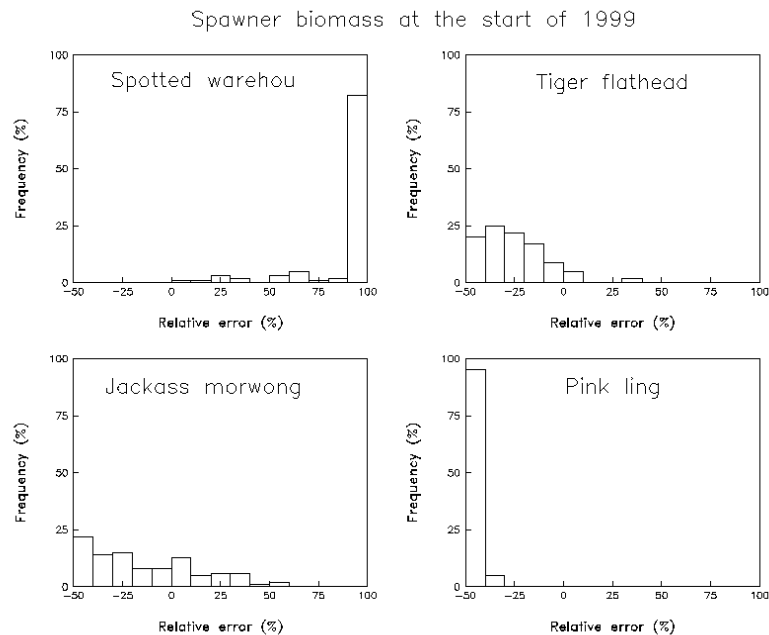 Spawner biomass at the start of 1999
Spotted warehou
Frequency (%)
100
75
50
25
0
-50 -25 0 25 50 75 100
Relative error (%)
Tiger flathead
Frequency (%)
100
75
50
25
0
-50 -25 0 25 50 75 100
Relative error (%)
Jackass morwong
Frequency (%)
100
75
50
25
0
-50 -25 0 25 50 75 100
Relative error (%)
Pink ling
Frequency (%)
100
75
50
25
0
-50 -25 0 25 50 75 100
Relative error (%)